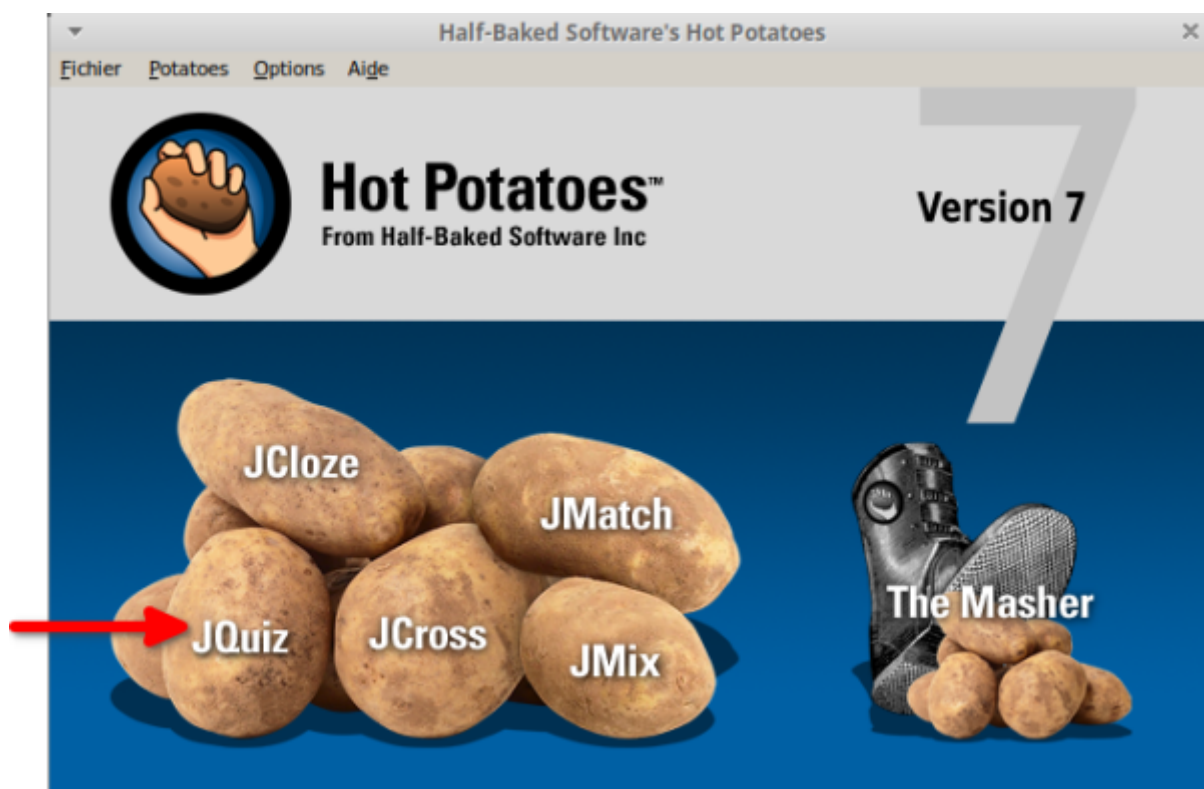 Half-Baked Software's Hot Potatoes
Fichier Potatoes Options Aide
7
Hot Potatoes™
From Half-Baked Software Inc
Version 7
JCloze
JMatch
The Masher
JQuiz
JCross
JMix